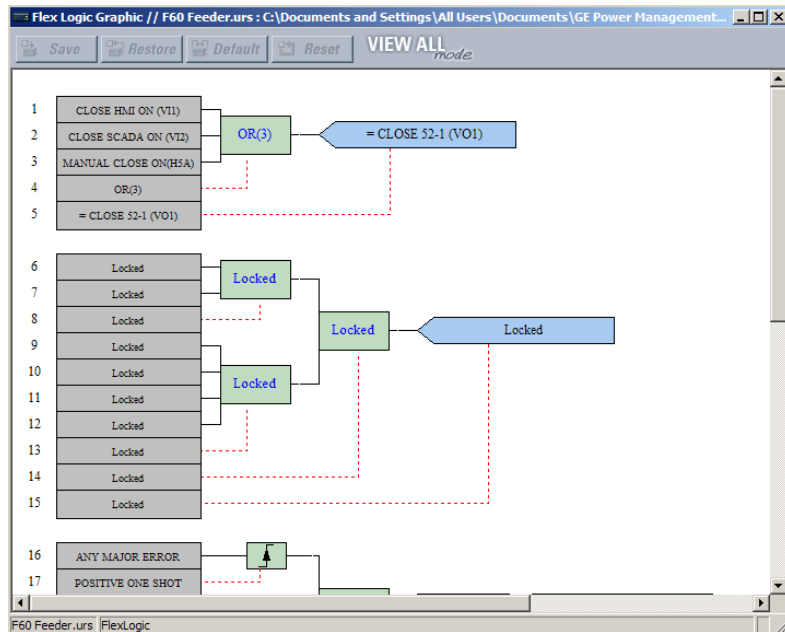 Flex Logic Graphic // F60 Feeder.urs : C:\Documents and Settings\All Users\Documents\GE Power Management...
Save Restore Default Reset VIEW ALL mode
1 CLOSE HMI ON (VI1)
2 CLOSE SCADA ON (VI2) OR(3) = CLOSE 52-1 (VO1)
3 MANUAL CLOSE ON(H5A)
4 OR(3)
5 = CLOSE 52-1 (VO1)
6 Locked
Locked
7 Locked
8 Locked
Locked Locked
9 Locked
10 Locked
Locked
11 Locked
12 Locked
13 Locked
14 Locked
15 Locked
16 ANY MAJOR ERROR
17 POSITIVE ONE SHOT
F60 Feeder.urs FlexLogic